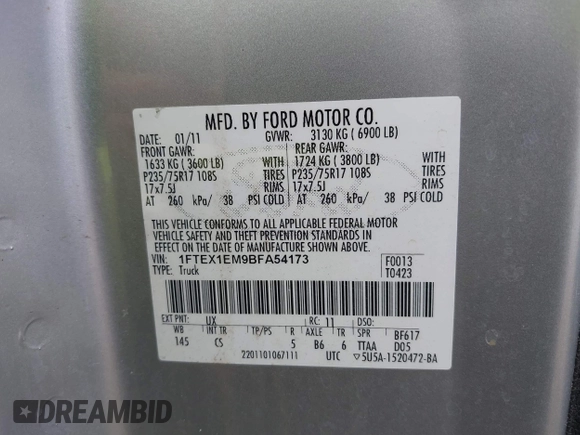 MFD. BY FORD MOTOR CO.
DATE: 01/11 GVWR: 3130 KG ( 6900 LB)
FRONT GAWR: REAR GAWR:
1633 KG ( 3600 LB) WITH 1724 KG ( 3800 LB) WITH
P235/75R17 108S TIRES P235/75R17 108S TIRES
17x7.5J RIMS 17x7.5J RIMS
AT 260 kPa/ 38 PSI COLD AT 260 kPa/ 38 PSI COLD
THIS VEHICLE CONFORMS TO ALL APPLICABLE FEDERAL MOTOR
VEHICLE SAFETY AND THEFT PREVENTION STANDARDS IN
EFFECT ON THE DATE OF MANUFACTURE SHOWN ABOVE.
VIN: 1FTEX1EM9BFA54173 F0013
TYPE: Truck T0423
EXT PNT: UX RC: 11 DSO:
WB INT TR TP/PS R AXLE TR SPR BF617
145 CS 5 B6 6 TTAA D05
2201101067111 UTC ▽5U5A-1520472-BA
DREAMBID